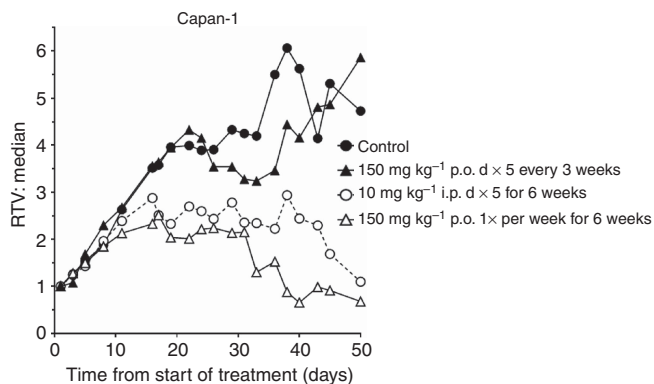 Capan-1
RTV: median
6
5
4
3
2
1
0
0
10
20
30
40
50
Time from start of treatment (days)
Control
150 mg kg⁻¹ p.o. d × 5 every 3 weeks
10 mg kg⁻¹ i.p. d × 5 for 6 weeks
150 mg kg⁻¹ p.o. 1× per week for 6 weeks